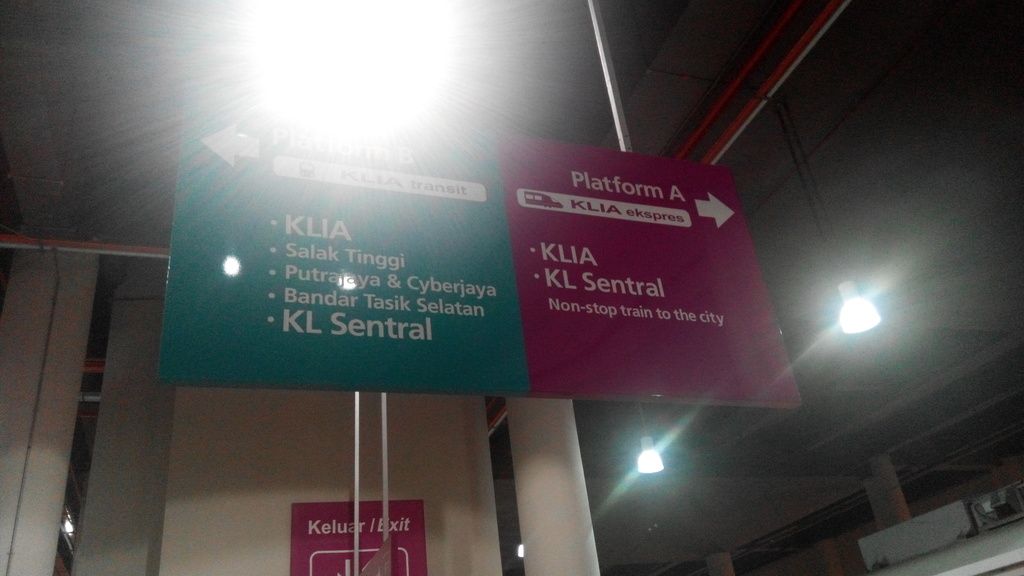 Platform B
KLIA transit
• KLIA
• Salak Tinggi
• Putrajaya & Cyberjaya
• Bandar Tasik Selatan
• KL Sentral
Platform A
KLIA ekspres
• KLIA
• KL Sentral
Non-stop train to the city
Keluar / Exit